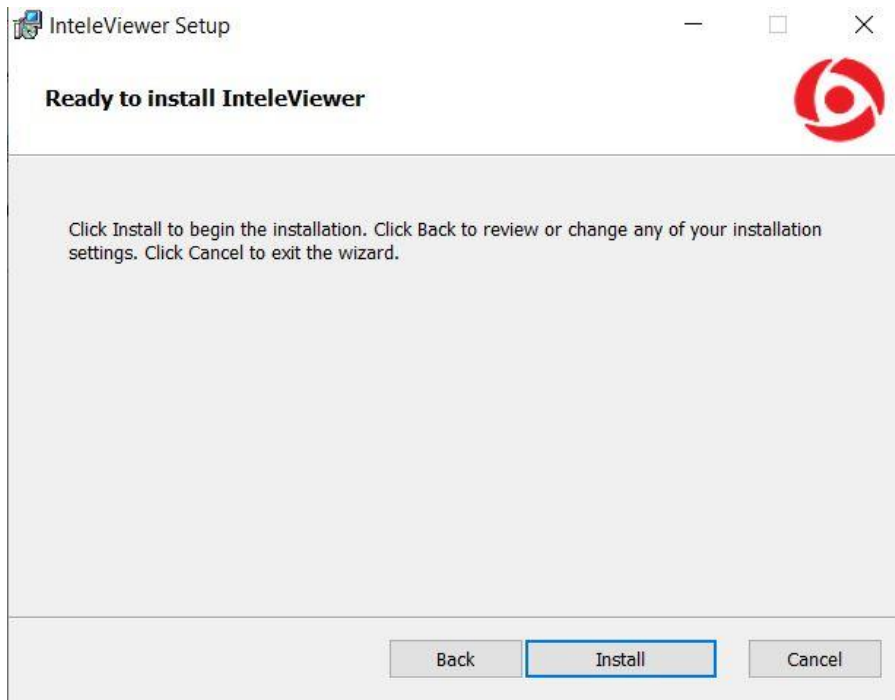 InteleViewer Setup
Ready to install InteleViewer
Click Install to begin the installation. Click Back to review or change any of your installation
settings. Click Cancel to exit the wizard.
Back
Install
Cancel